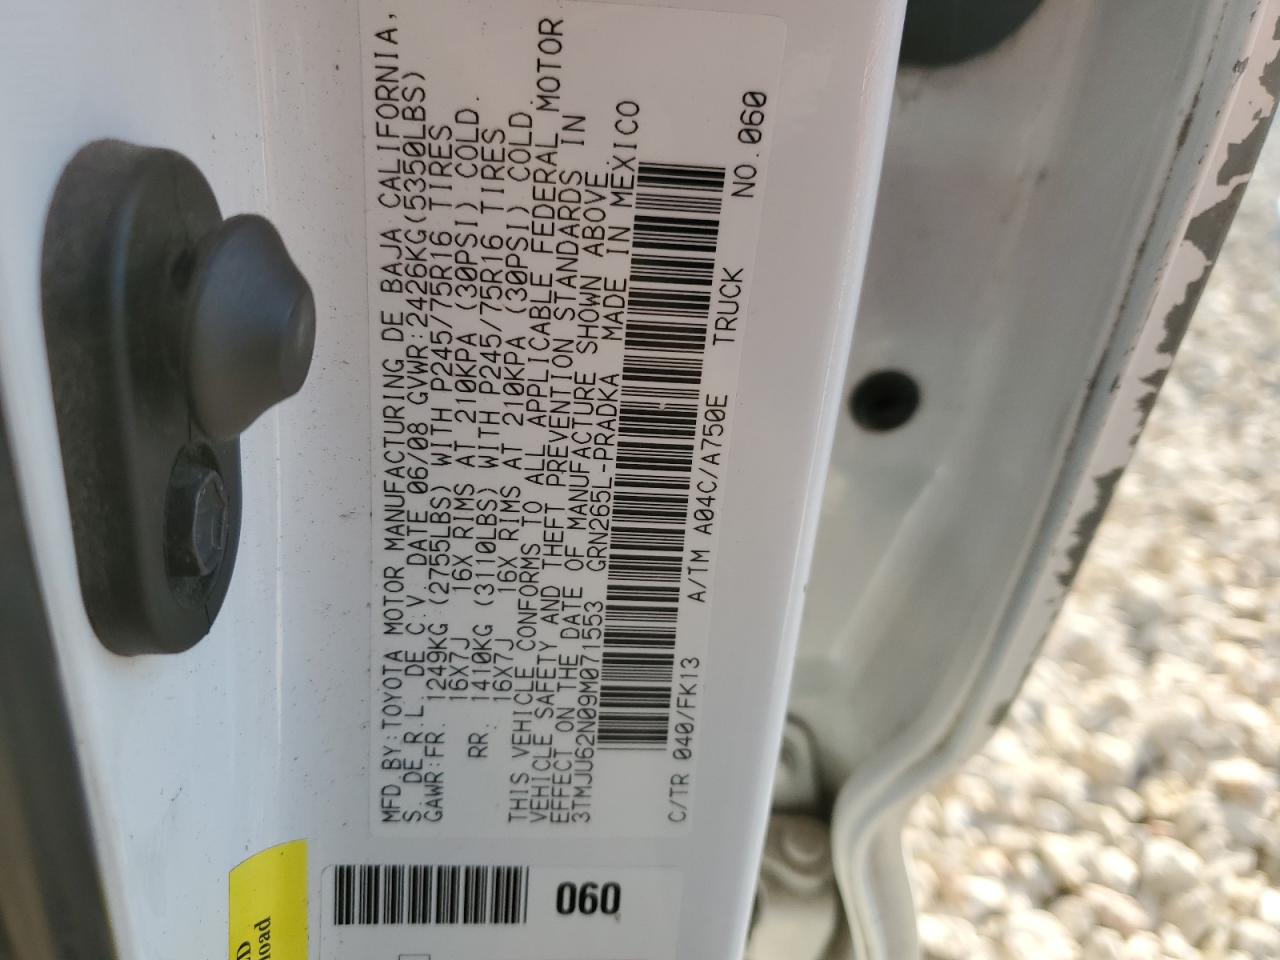 MFD.BY:TOYOTA MOTOR MANUFACTURING DE BAJA CALIFORNIA,
S. DE R.L. DE C.V. DATE 06/08 GVWR:2426KG(5350LBS)
GAWR:FR. 1249KG (2755LBS) WITH P245/75R16 TIRES
16X7J 16X RIMS AT 210KPA (30PSI) COLD.
RR. 1410KG (3110LBS) WITH P245/75R16 TIRES
16X7J 16X RIMS AT 210KPA (30PSI) COLD.
THIS VEHICLE CONFORMS TO ALL APPLICABLE FEDERAL MOTOR
VEHICLE SAFETY AND THEFT PREVENTION STANDARDS IN
EFFECT ON THE DATE OF MANUFACTURE SHOWN ABOVE
3TMJU62N09M071553 GRN265L-PRADKA MADE IN MEXICO
C/TR 040/FK13 A/TM A04C/A750E TRUCK NO.060
060
oad